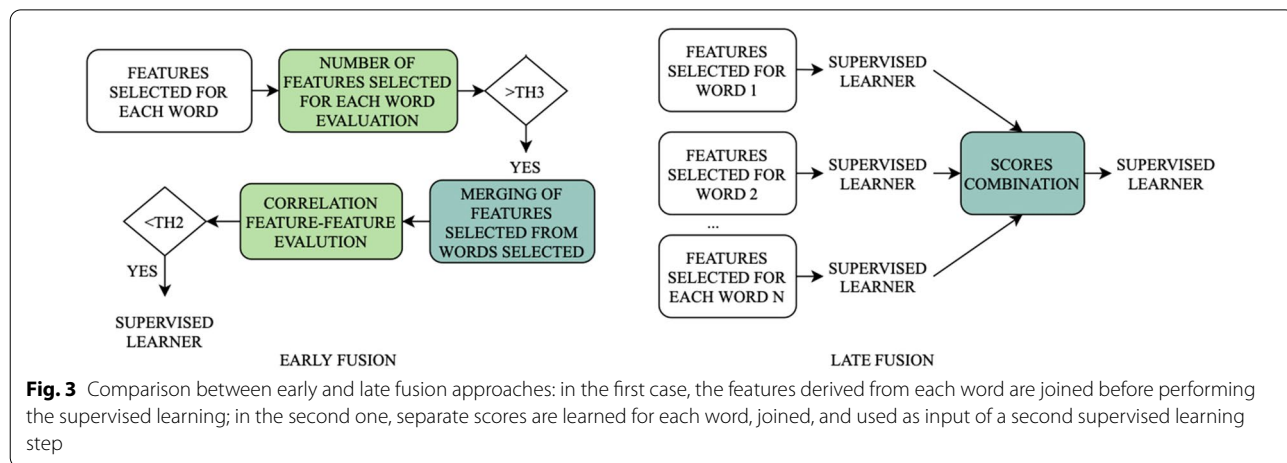 FEATURES
SELECTED FOR
EACH WORD
NUMBER OF
FEATURES SELECTED
FOR EACH WORD
EVALUATION
>TH3
YES
MERGING OF
FEATURES
SELECTED FROM
WORDS SELECTED
CORRELATION
FEATURE-FEATURE
EVALUTION
<TH2
YES
SUPERVISED
LEARNER
EARLY FUSION
FEATURES
SELECTED FOR
WORD 1
SUPERVISED
LEARNER
FEATURES
SELECTED FOR
WORD 2
SUPERVISED
LEARNER
...
FEATURES
SELECTED FOR
EACH WORD N
SUPERVISED
LEARNER
SCORES
COMBINATION
SUPERVISED
LEARNER
LATE FUSION
Fig. 3 Comparison between early and late fusion approaches: in the first case, the features derived from each word are joined before performing
the supervised learning; in the second one, separate scores are learned for each word, joined, and used as input of a second supervised learning
step